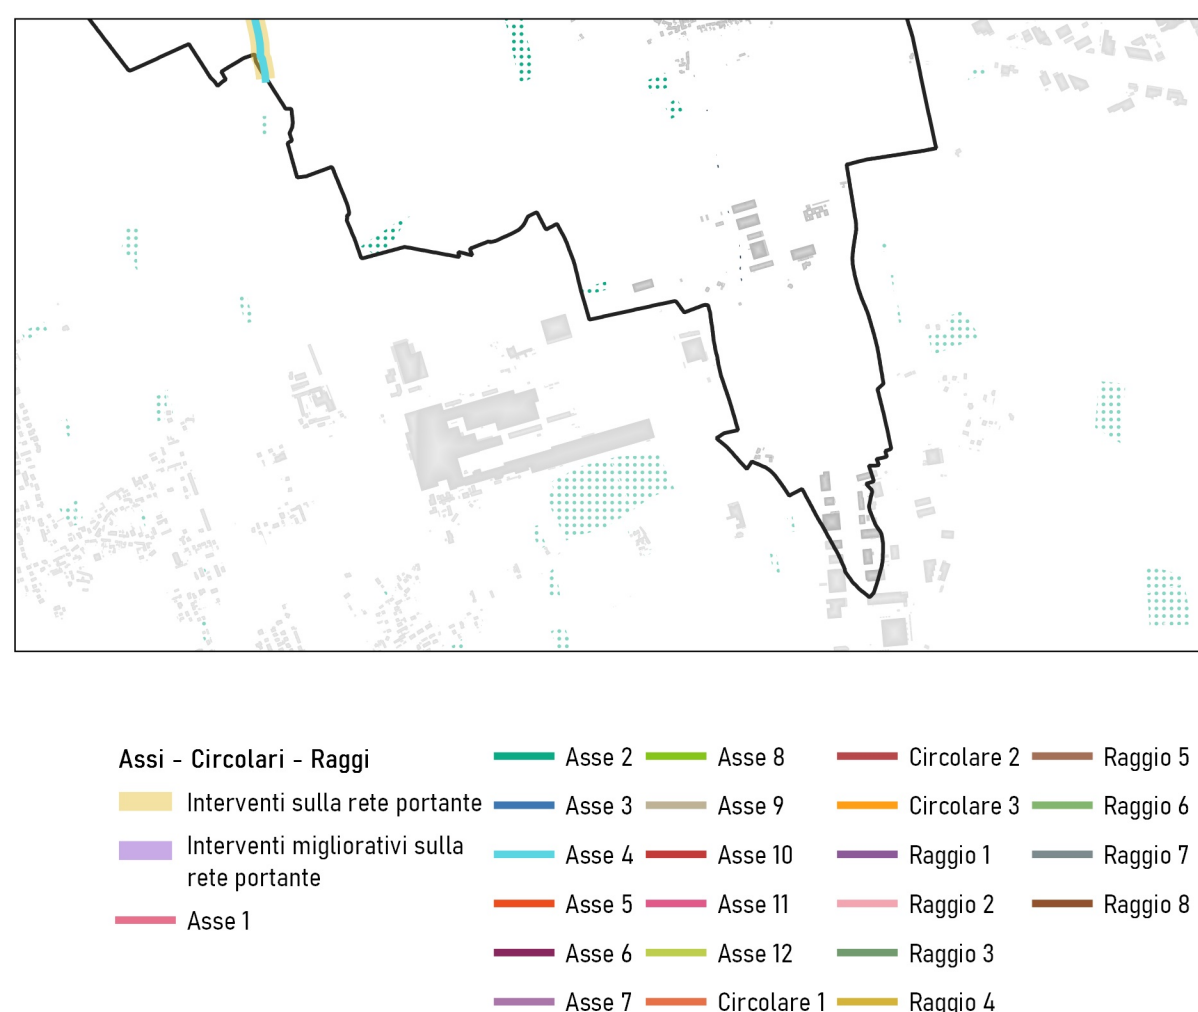 Assi - Circolari - Raggi
Interventi sulla rete portante
Interventi migliorativi sulla
rete portante
Asse 1
Asse 2
Asse 3
Asse 4
Asse 5
Asse 6
Asse 7
Asse 8
Asse 9
Asse 10
Asse 11
Asse 12
Circolare 1
Circolare 2
Circolare 3
Raggio 1
Raggio 2
Raggio 3
Raggio 4
Raggio 5
Raggio 6
Raggio 7
Raggio 8